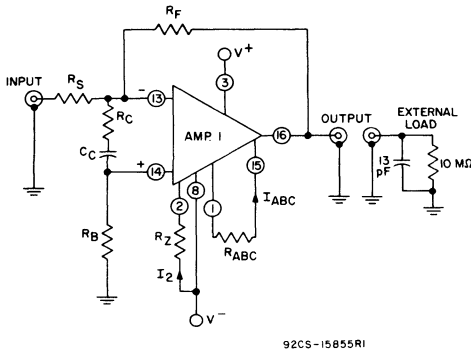 R_F
V+
INPUT
R_S
3
−
13
R_C
AMP. 1
16
OUTPUT
EXTERNAL
LOAD
C_C
+
14
15
13
pF
10 MΩ
2
8
1
I_ABC
R_B
R_Z
R_ABC
I_2
V−
92CS-15855R1